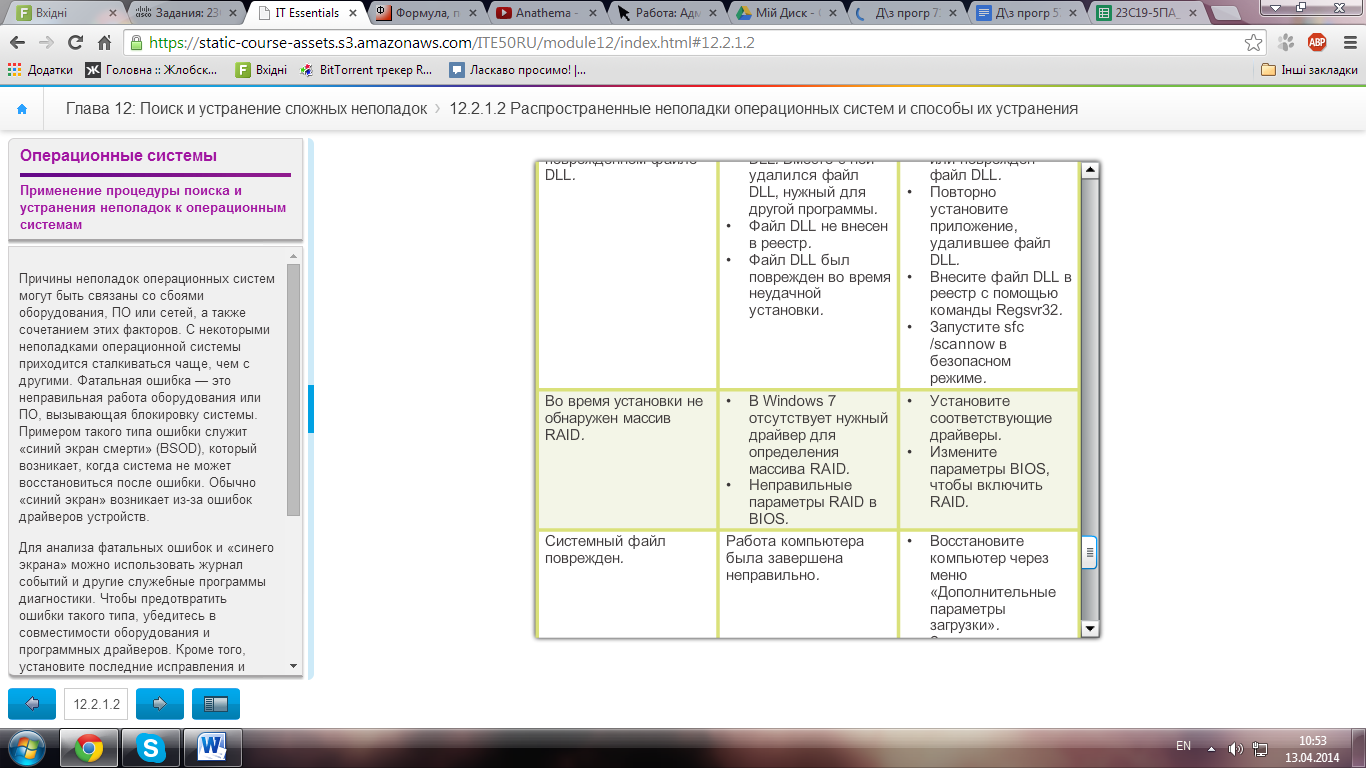 Вхідні
Задания: 23С
IT Essentials
Формула, п
Anathema -
Работа: Адм
Мій Диск - G
Д\з прогр 7
Д\з прогр 5
23С19-5ПА_
https://static-course-assets.s3.amazonaws.com/ITE50RU/module12/index.html#12.2.1.2
Додатки
Головна :: Жлобск...
Вхідні
BitTorrent трекер R...
Ласкаво просимо! |...
Інші закладки
Глава 12: Поиск и устранение сложных неполадок
12.2.1.2 Распространенные неполадки операционных систем и способы их устранения
Операционные системы
Применение процедуры поиска и
устранения неполадок к операционным
системам
Причины неполадок операционных систем
могут быть связаны со сбоями
оборудования, ПО или сетей, а также
сочетанием этих факторов. С некоторыми
неполадками операционной системы
приходится сталкиваться чаще, чем с
другими. Фатальная ошибка — это
неправильная работа оборудования или
ПО, вызывающая блокировку системы.
Примером такого типа ошибки служит
«синий экран смерти» (BSOD), который
возникает, когда система не может
восстановиться после ошибки. Обычно
«синий экран» возникает из-за ошибок
драйверов устройств.
Для анализа фатальных ошибок и «синего
экрана» можно использовать журнал
событий и другие служебные программы
диагностики. Чтобы предотвратить
ошибки такого типа, убедитесь в
совместимости оборудования и
программных драйверов. Кроме того,
установите последние исправления и
12.2.1.2
поврежденном файле
DLL.
DLL. Вместе с ней
удалился файл
DLL, нужный для
другой программы.
• Файл DLL не внесен
в реестр.
• Файл DLL был
поврежден во время
неудачной
установки.
или поврежден
файл DLL.
• Повторно
установите
приложение,
удалившее файл
DLL.
• Внесите файл DLL в
реестр с помощью
команды Regsvr32.
• Запустите sfc
/scannow в
безопасном
режиме.
Во время установки не
обнаружен массив
RAID.
• В Windows 7
отсутствует нужный
драйвер для
определения
массива RAID.
• Неправильные
параметры RAID в
BIOS.
• Установите
соответствующие
драйверы.
• Измените
параметры BIOS,
чтобы включить
RAID.
Системный файл
поврежден.
Работа компьютера
была завершена
неправильно.
• Восстановите
компьютер через
меню
«Дополнительные
параметры
загрузки».
EN
10:53
13.04.2014